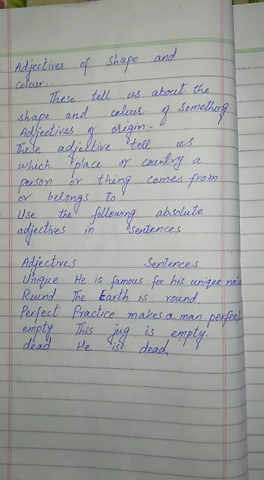 Adjectives of shape and
colour.
These tell us about the
shape and colour of something
Adjectives of origin:-
These adjective tell us
which place or country a
person or thing comes from
or belongs to.
Use the following absolute
adjectives in sentences
Adjectives Sentences
Unique He is famous for his unique
Round The Earth is round.
Perfect Practice makes a man perfect
empty This jug is empty.
dead He is dead.